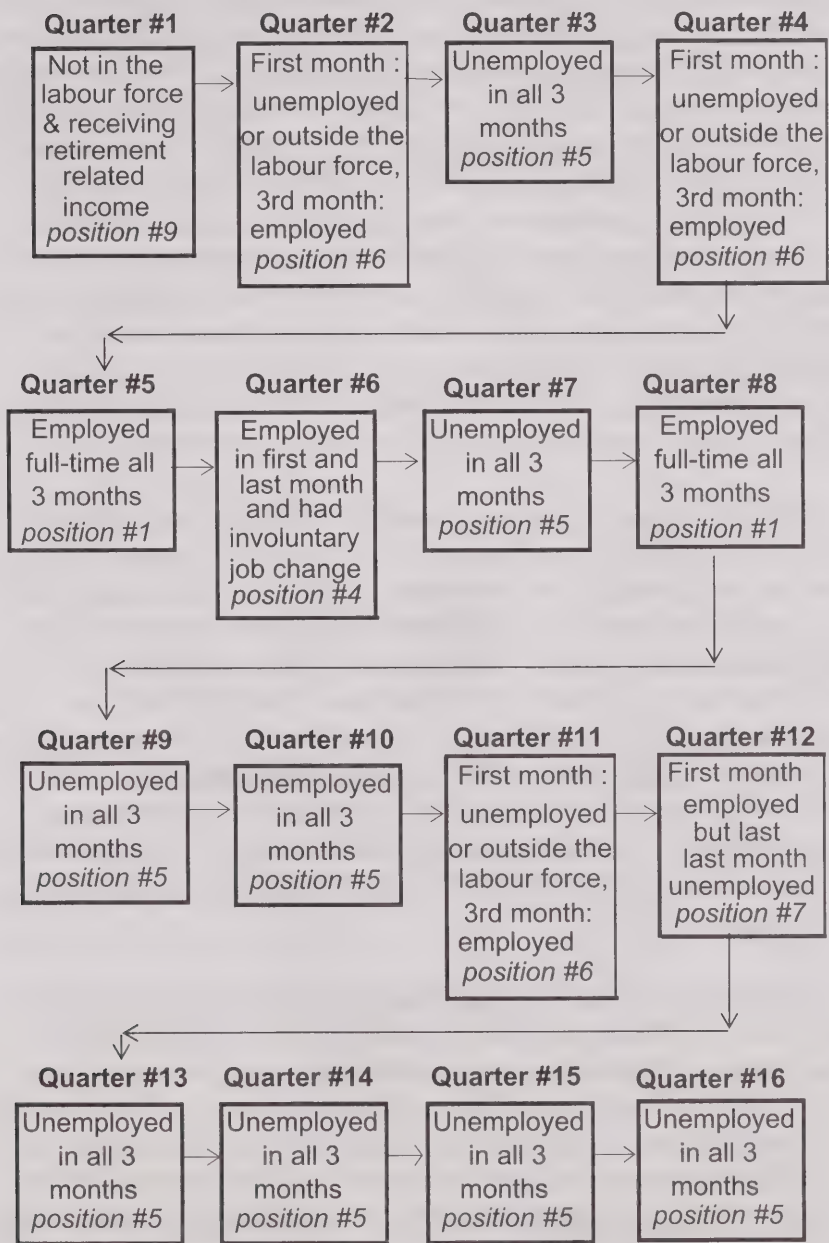 Quarter #1
Not in the
labour force
& receiving
retirement
related
income
position #9
Quarter #2
First month :
unemployed
or outside the
labour force,
3rd month:
employed
position #6
Quarter #3
Unemployed
in all 3
months
position #5
Quarter #4
First month :
unemployed
or outside the
labour force,
3rd month:
employed
position #6
Quarter #5
Employed
full-time all
3 months
position #1
Quarter #6
Employed
in first and
last month
and had
involuntary
job change
position #4
Quarter #7
Unemployed
in all 3
months
position #5
Quarter #8
Employed
full-time all
3 months
position #1
Quarter #9
Unemployed
in all 3
months
position #5
Quarter #10
Unemployed
in all 3
months
position #5
Quarter #11
First month :
unemployed
or outside the
labour force,
3rd month:
employed
position #6
Quarter #12
First month
employed
but last
last month
unemployed
position #7
Quarter #13
Unemployed
in all 3
months
position #5
Quarter #14
Unemployed
in all 3
months
position #5
Quarter #15
Unemployed
in all 3
months
position #5
Quarter #16
Unemployed
in all 3
months
position #5